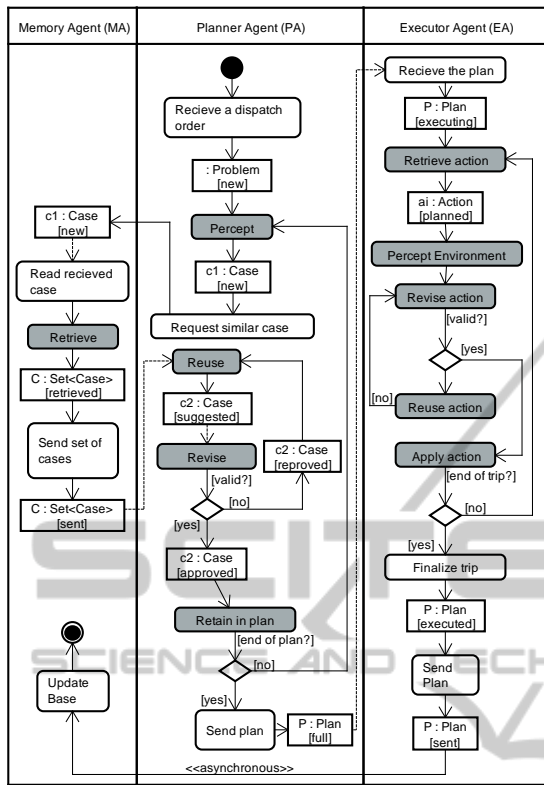 Memory Agent (MA)
Planner Agent (PA)
Executor Agent (EA)
Recieve a dispatch
order
: Problem
[new]
Percept
c1 : Case
[new]
Request similar case
c1 : Case
[new]
Read recieved
case
Retrieve
C : Set<Case>
[retrieved]
Send set of
cases
C : Set<Case>
[sent]
Reuse
c2 : Case
[suggested]
Revise
[valid?]
[no]
c2 : Case
[reproved]
[yes]
c2 : Case
[approved]
Retain in plan
[end of plan?]
[no]
[yes]
Send plan
P : Plan
[full]
Recieve the plan
P : Plan
[executing]
Retrieve action
ai : Action
[planned]
Percept Environment
Revise action
[valid?]
[yes]
[no]
Reuse action
Apply action
[end of trip?]
[no]
[yes]
Finalize trip
P : Plan
[executed]
Send
Plan
P : Plan
[sent]
<<asynchronous>>
Update
Base
SCITE
SCIENCE AND TECH